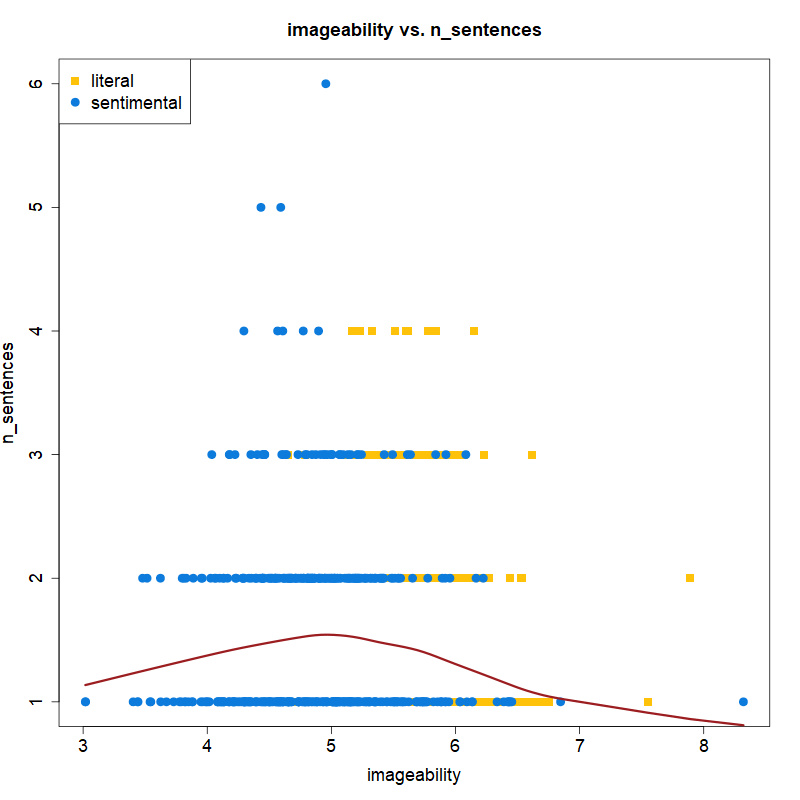 imageability vs. n_sentences
literal
sentimental
6
5
4
3
2
1
n_sentences
3 4 5 6 7 8
imageability